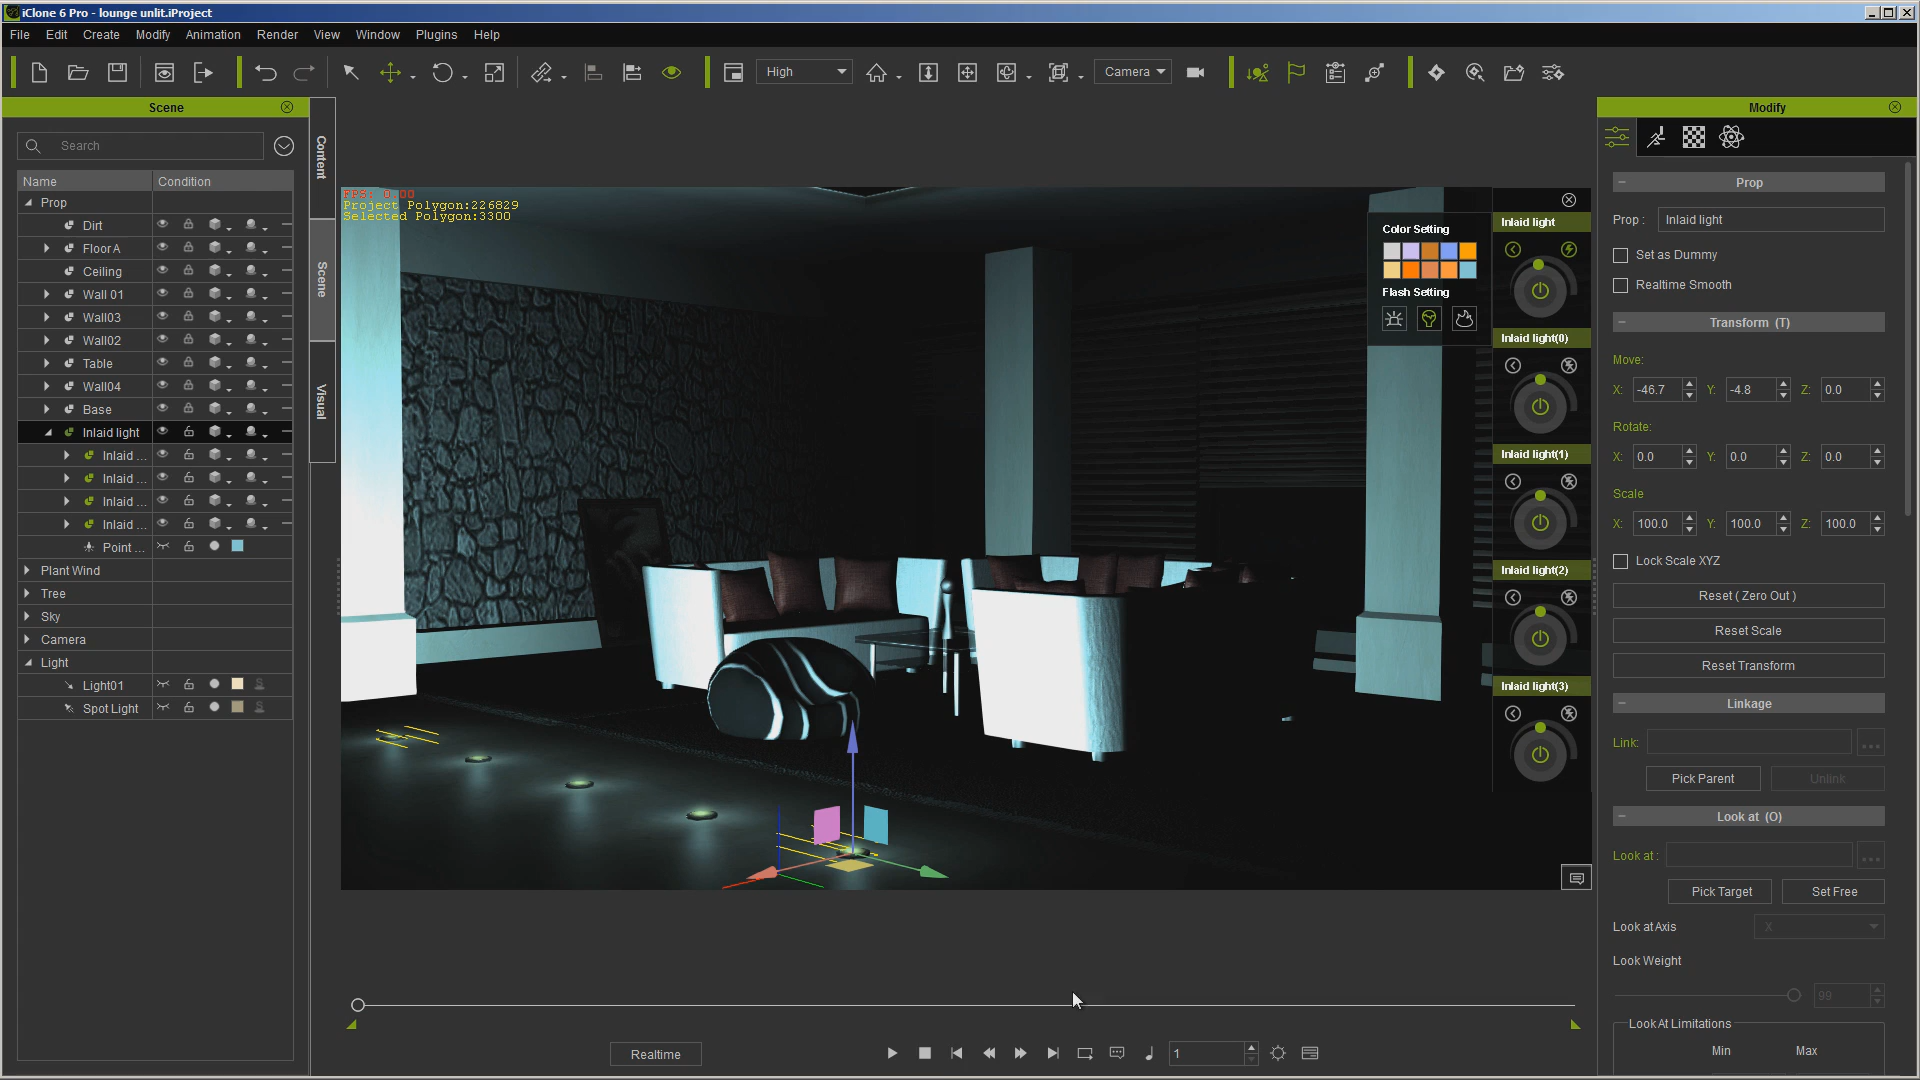 iClone 6 Pro - lounge unlit.iProject
File Edit Create Modify Animation Render View Window Plugins Help
High
Camera
Scene
Search
Name Condition
Prop
Dirt
Floor A
Ceiling
Wall 01
Wall03
Wall02
Table
Wall04
Base
Inlaid light
Inlaid ...
Inlaid ...
Inlaid ...
Inlaid ...
Point ...
Plant Wind
Tree
Sky
Camera
Light
Light01
Spot Light
Content
Scene
Visual
FPS: 0.00
Project Polygon:226829
Selected Polygon:3300
Color Setting
Flash Setting
Inlaid light
Inlaid light(0)
Inlaid light(1)
Inlaid light(2)
Inlaid light(3)
Realtime
1
Modify
Prop
Prop : Inlaid light
Set as Dummy
Realtime Smooth
Transform (T)
Move:
X: -46.7 Y: -4.8 Z: 0.0
Rotate:
X: 0.0 Y: 0.0 Z: 0.0
Scale
X: 100.0 Y: 100.0 Z: 100.0
Lock Scale XYZ
Reset ( Zero Out )
Reset Scale
Reset Transform
Linkage
Link: ...
Pick Parent Unlink
Look at (O)
Look at : ...
Pick Target Set Free
Look at Axis X
Look Weight
99
Look At Limitations
Min Max